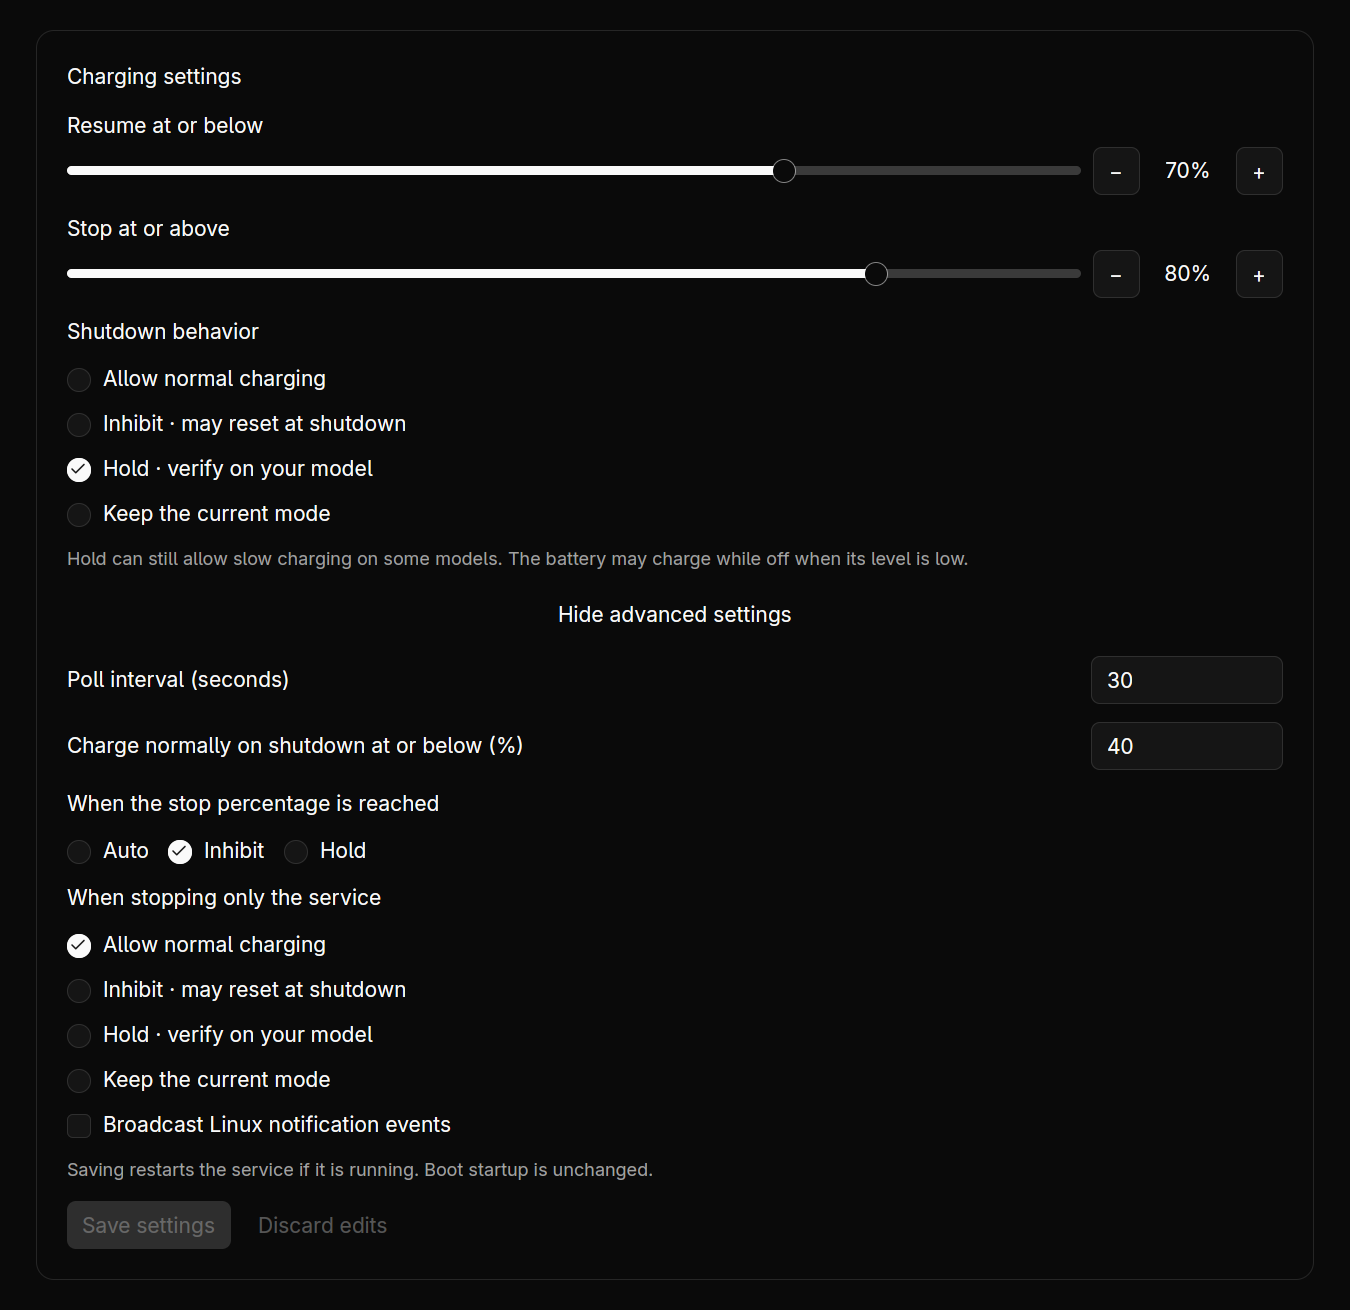 Charging settings
Resume at or below
– 70% +
Stop at or above
– 80% +
Shutdown behavior
Allow normal charging
Inhibit · may reset at shutdown
Hold · verify on your model
Keep the current mode
Hold can still allow slow charging on some models. The battery may charge while off when its level is low.
Hide advanced settings
Poll interval (seconds) 30
Charge normally on shutdown at or below (%) 40
When the stop percentage is reached
Auto Inhibit Hold
When stopping only the service
Allow normal charging
Inhibit · may reset at shutdown
Hold · verify on your model
Keep the current mode
Broadcast Linux notification events
Saving restarts the service if it is running. Boot startup is unchanged.
Save settings Discard edits